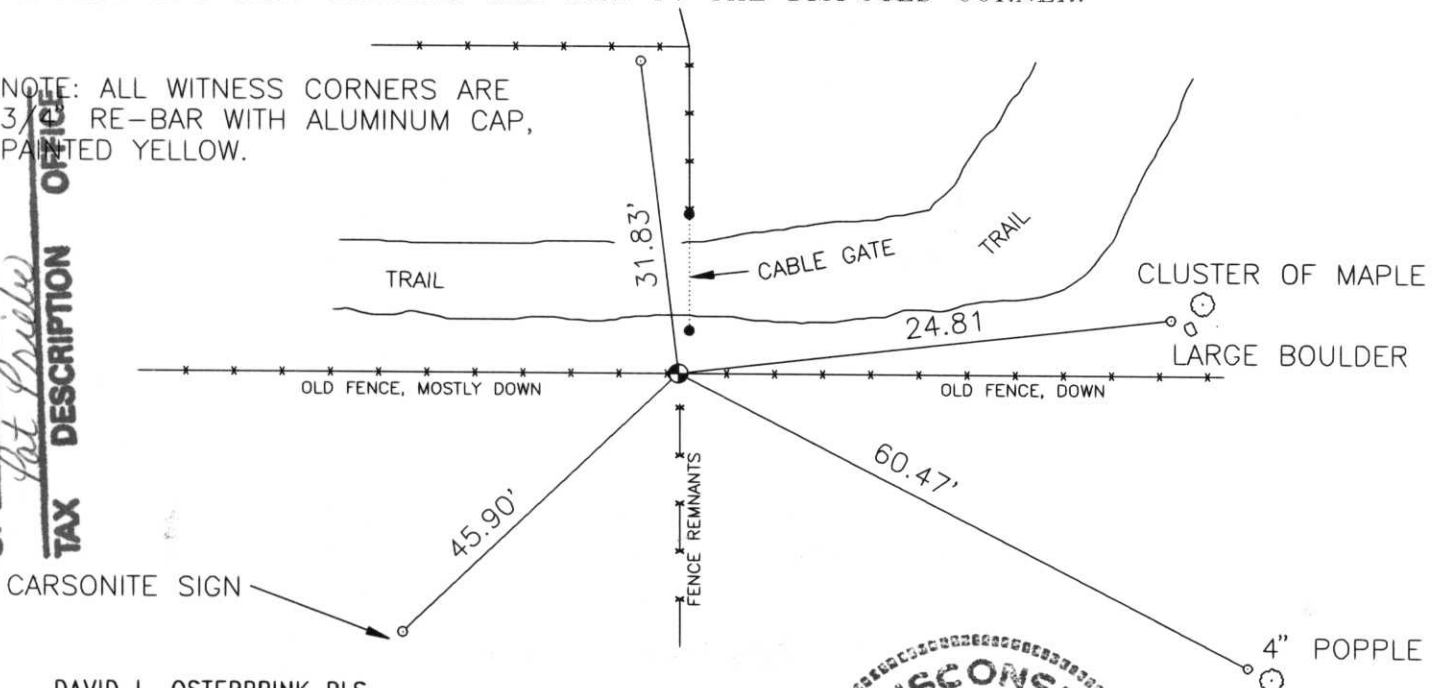 NOTE: ALL WITNESS CORNERS ARE
3/4" RE-BAR WITH ALUMINUM CAP,
PAINTED YELLOW.
TAX DESCRIPTION OFFICE
Pat
31.83'
CABLE GATE
TRAIL
TRAIL
CLUSTER OF MAPLE
24.81
LARGE BOULDER
OLD FENCE, MOSTLY DOWN
OLD FENCE, DOWN
60.47'
45.90'
FENCE REMNANTS
CARSONITE SIGN
4" POPPLE
DAVID L. OSTERBRINK RLS